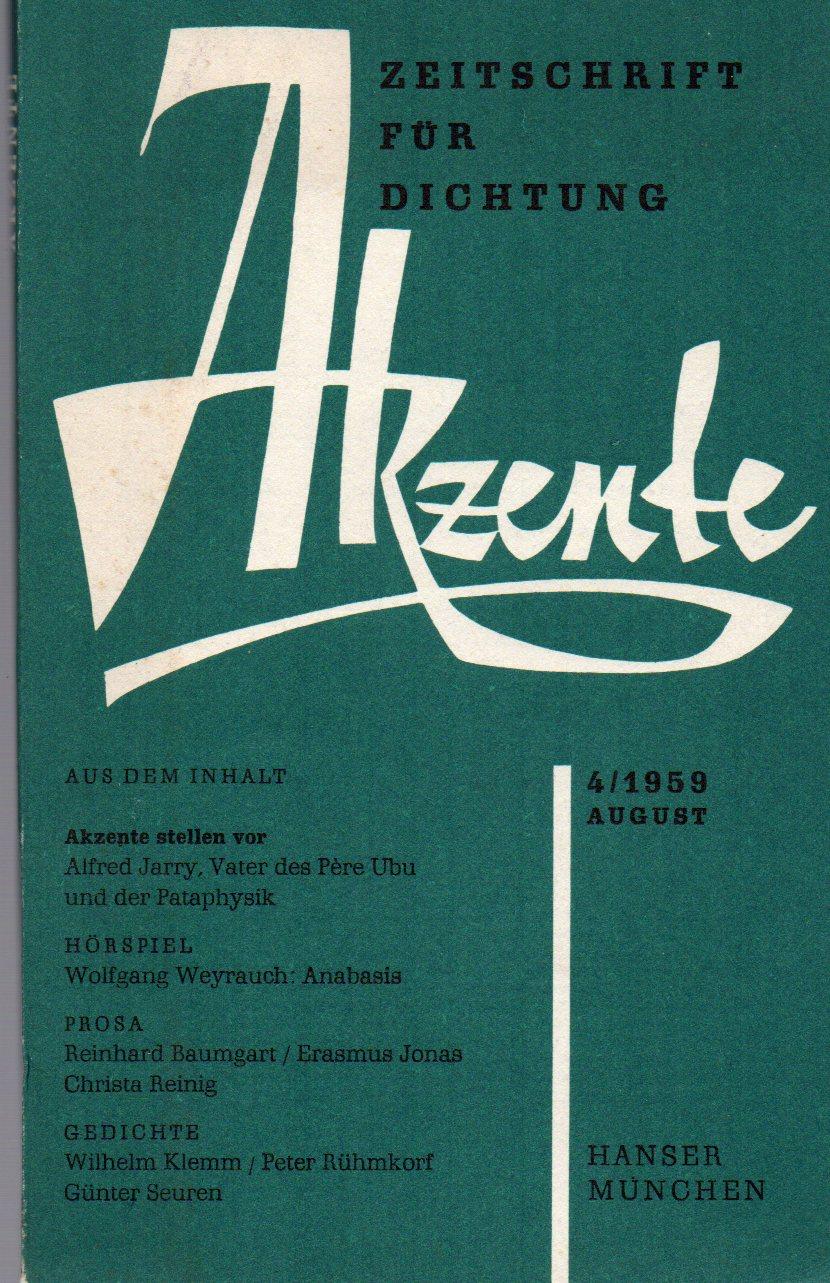 ZEITSCHRIFT
FÜR
DICHTUNG
Akzente
AUS DEM INHALT
Akzente stellen vor
Alfred Jarry, Vater des Père Ubu
und der Pataphysik
HÖRSPIEL
Wolfgang Weyrauch: Anabasis
PROSA
Reinhard Baumgart / Erasmus Jonas
Christa Reinig
GEDICHTE
Wilhelm Klemm / Peter Rühmkorf
Günter Seuren
4/1959
AUGUST
HANSER
MÜNCHEN